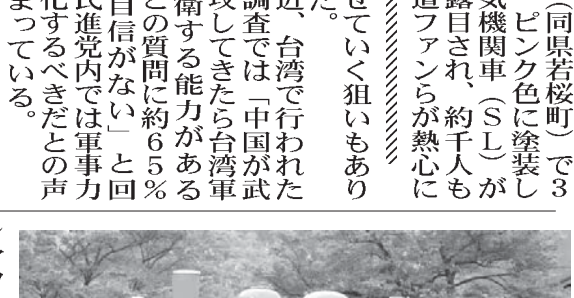 （同県若桜町）で3
ピンク色に塗装し
気機関車（SL）が
露目され、約千人も
道ファンらが熱心に
せていく狙いもあり
た。
近、台湾で行われた
調査では「中国が武
攻してきたら台湾軍
衛する能力がある
との質問に約65％
自信がない」と回
民進党内では軍事力
化するべきだとの声
まっている。